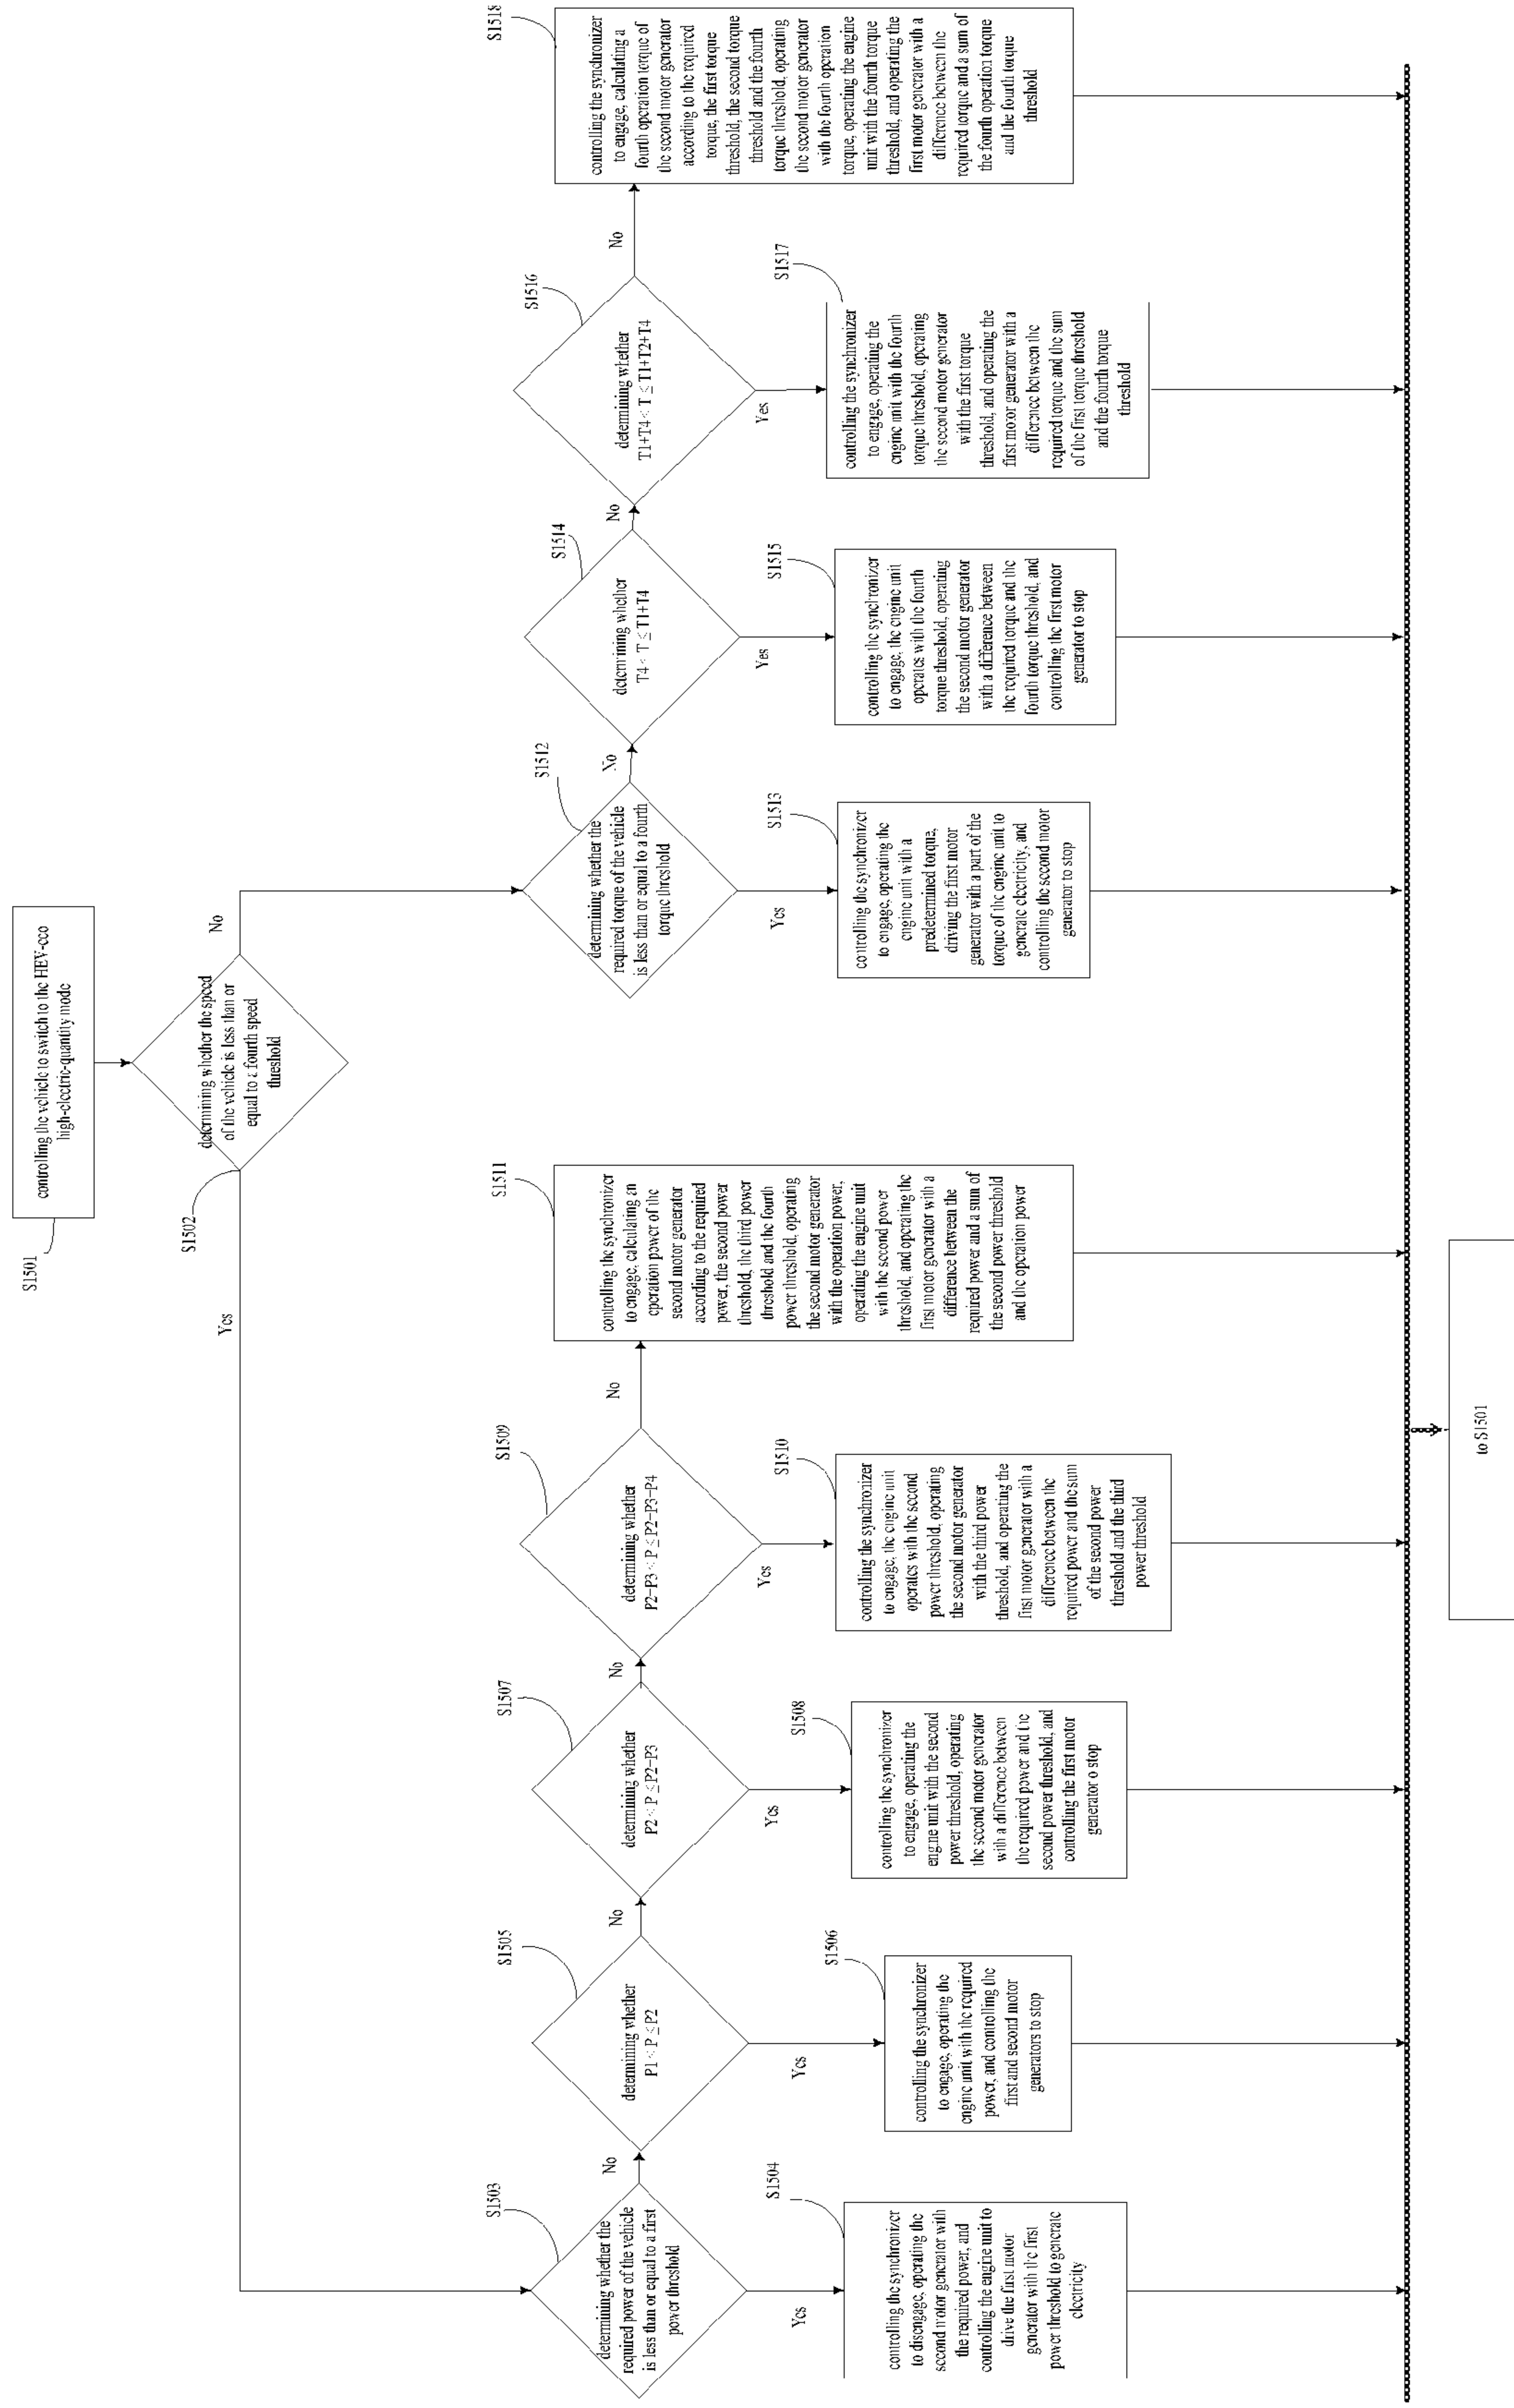 S1501
controlling the vehicle to switch to the HEV-eco
high-electric-quantity mode
S1502
determining whether the speed
of the vehicle is less than or
equal to a fourth speed
threshold
Yes
No
S1503
determining whether the
required power of the vehicle
is less than or equal to a first
power threshold
No
Yes
S1504
controlling the synchronizer
to disengage, operating the
second motor generator with
the required power, and
controlling the engine unit to
drive the first motor
generator with the first
power threshold to generate
electricity
S1505
determining whether
P1 < P ≤ P2
No
Yes
S1506
controlling the synchronizer
to engage, operating the
engine unit with the required
power, and controlling the
first and second motor
generators to stop
S1507
determining whether
P2 < P ≤ P2+P3
No
Yes
S1508
controlling the synchronizer
to engage, operating the
engine unit with the second
power threshold, operating
the second motor generator
with a difference between
the required power and the
second power threshold, and
controlling the first motor
generator o stop
S1509
determining whether
P2+P3 < P ≤ P2+P3+P4
No
Yes
S1510
controlling the synchronizer
to engage, the engine unit
operates with the second
power threshold, operating
the second motor generator
with the third power
threshold, and operating the
first motor generator with a
difference between the
required power and the sum
of the second power
threshold and the third
power threshold
S1511
controlling the synchronizer
to engage, calculating an
operation power of the
second motor generator
according to the required
power, the second power
threshold, the third power
threshold and the fourth
power threshold, operating
the second motor generator
with the operation power,
operating the engine unit
with the second power
threshold, and operating the
first motor generator with a
difference between the
required power and a sum of
the second power threshold
and the operation power
S1512
determining whether the
required torque of the vehicle
is less than or equal to a fourth
torque threshold
No
Yes
S1513
controlling the synchronizer
to engage, operating the
engine unit with a
predetermined torque,
driving the first motor
generator with a part of the
torque of the engine unit to
generate electricity, and
controlling the second motor
generator to stop
S1514
determining whether
T4 < T ≤ T1+T4
No
Yes
S1515
controlling the synchronizer
to engage, the engine unit
operates with the fourth
torque threshold, operating
the second motor generator
with a difference between
the required torque and the
fourth torque threshold, and
controlling the first motor
generator to stop
S1516
determining whether
T1+T4 < T ≤ T1+T2+T4
No
Yes
S1517
controlling the synchronizer
to engage, operating the
engine unit with the fourth
torque threshold, operating
the second motor generator
with the first torque
threshold, and operating the
first motor generator with a
difference between the
required torque and the sum
of the first torque threshold
and the fourth torque
threshold
S1518
controlling the synchronizer
to engage, calculating a
fourth operation torque of
the second motor generator
according to the required
torque, the first torque
threshold, the second torque
threshold and the fourth
torque threshold, operating
the second motor generator
with the fourth operation
torque, operating the engine
unit with the fourth torque
threshold, and operating the
first motor generator with a
difference between the
required torque and a sum of
the fourth operation torque
and the fourth torque
threshold
to S1501